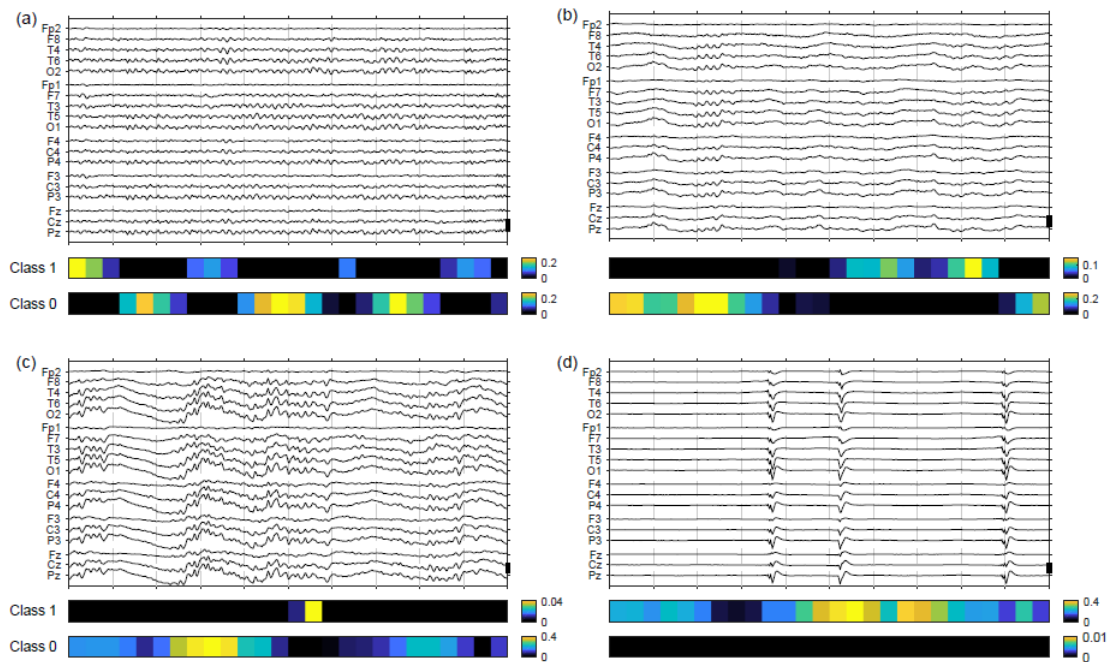 (a)
Fp2
F8
T4
T6
O2
Fp1
F7
T3
T5
O1
F4
C4
P4
F3
C3
P3
Fz
Cz
Pz
Class 1
0.2
0
Class 0
0.2
0
(b)
Fp2
F8
T4
T6
O2
Fp1
F7
T3
T5
O1
F4
C4
P4
F3
C3
P3
Fz
Cz
Pz
0.1
0
0.2
0
(c)
Fp2
F8
T4
T6
O2
Fp1
F7
T3
T5
O1
F4
C4
P4
F3
C3
P3
Fz
Cz
Pz
Class 1
0.04
0
Class 0
0.4
0
(d)
Fp2
F8
T4
T6
O2
Fp1
F7
T3
T5
O1
F4
C4
P4
F3
C3
P3
Fz
Cz
Pz
0.4
0
0.01
0